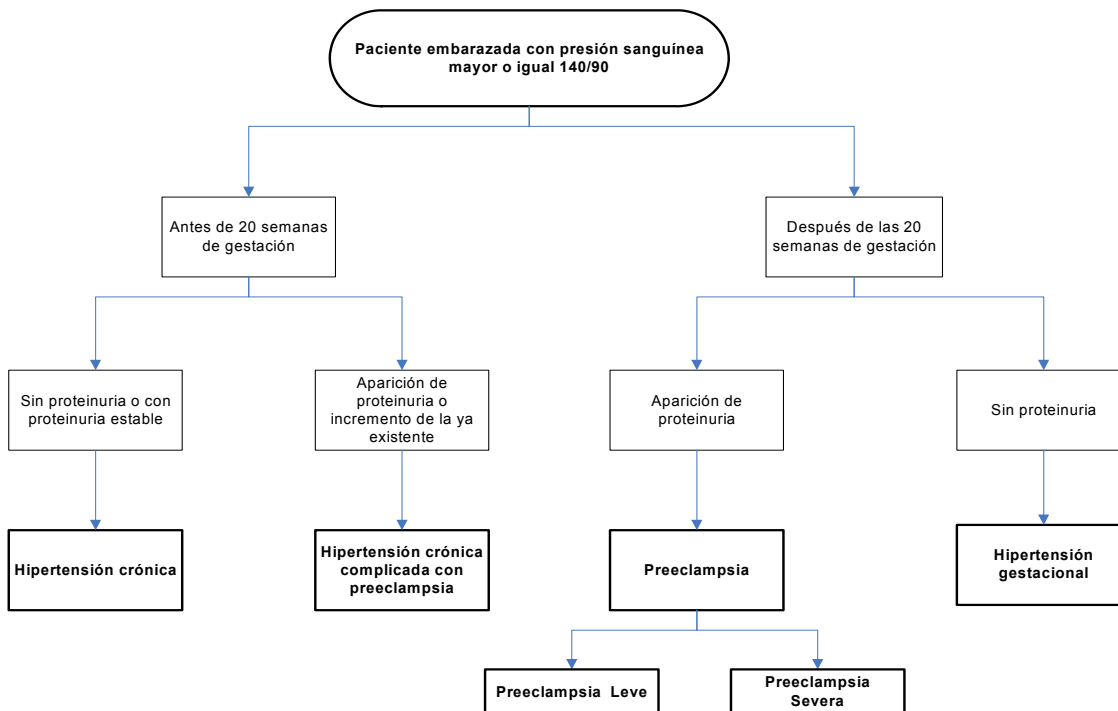 Paciente embarazada con presión sanguínea
mayor o igual 140/90
Antes de 20 semanas
de gestación
Después de las 20
semanas de gestación
Sin proteinuria o con
proteinuria estable
Aparición de
proteinuria o
incremento de la ya
existente
Aparición de
proteinuria
Sin proteinuria
Hipertensión crónica
Hipertensión crónica
complicada con
preeclampsia
Preeclampsia
Hipertensión
gestacional
Preeclampsia Leve
Preeclampsia
Severa